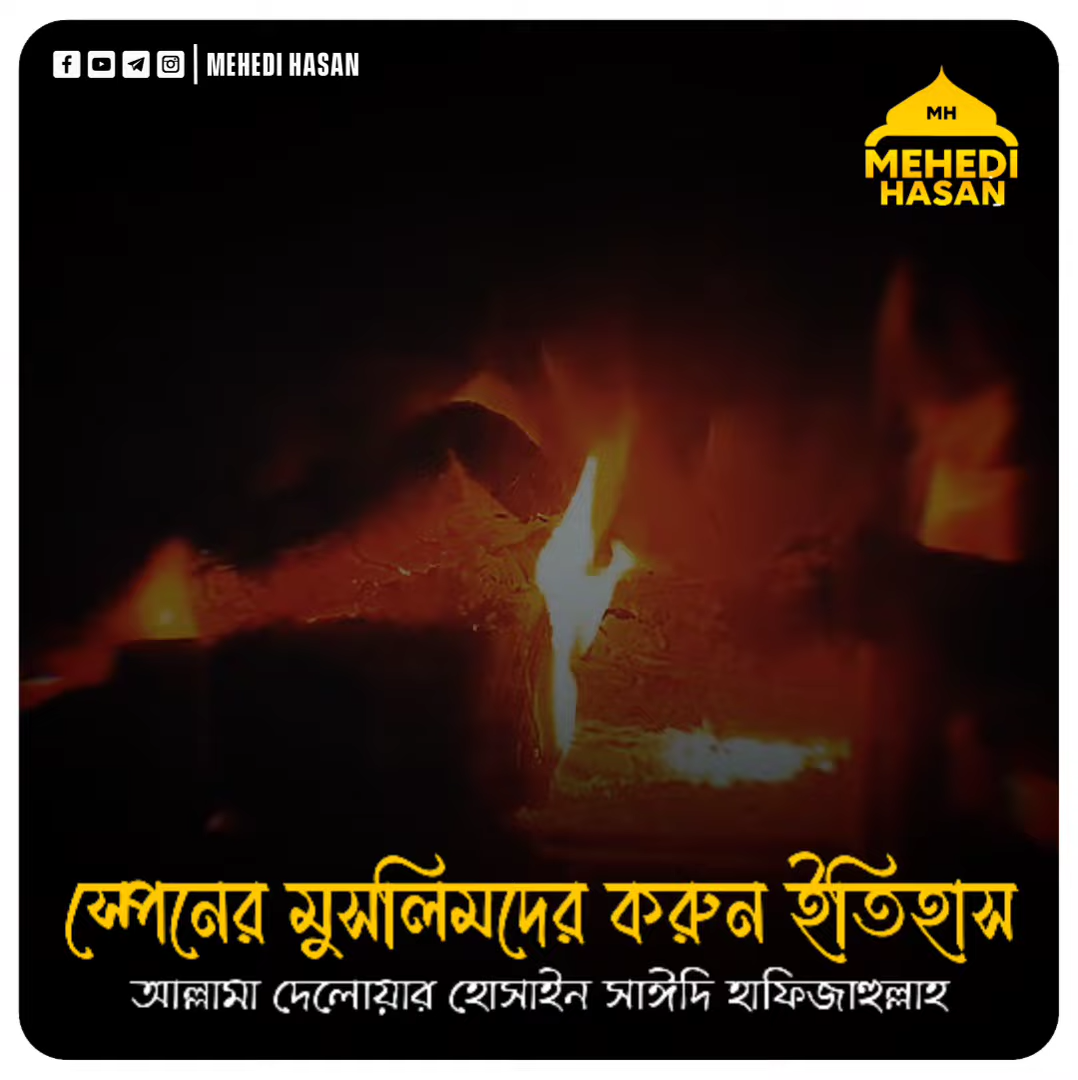 MEHEDI HASAN
MH
MEHEDI
HASAN
স্পেনের মুসলিমদের করুন ইতিহাস
আল্লামা দেলোয়ার হোসাইন সাঈদি হাফিজাহুল্লাহ